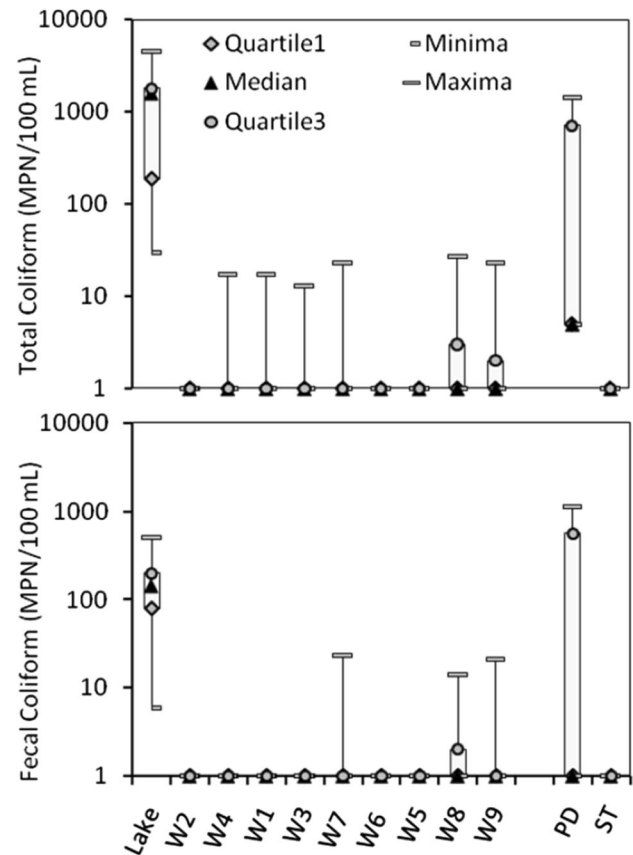 Total Coliform (MPN/100 mL)
10000
1000
100
10
1
Quartile1
Minima
Median
Maxima
Quartile3
Fecal Coliform (MPN/100 mL)
10000
1000
100
10
1
Lake
W2
W4
W1
W3
W7
W6
W5
W8
W9
PD
ST